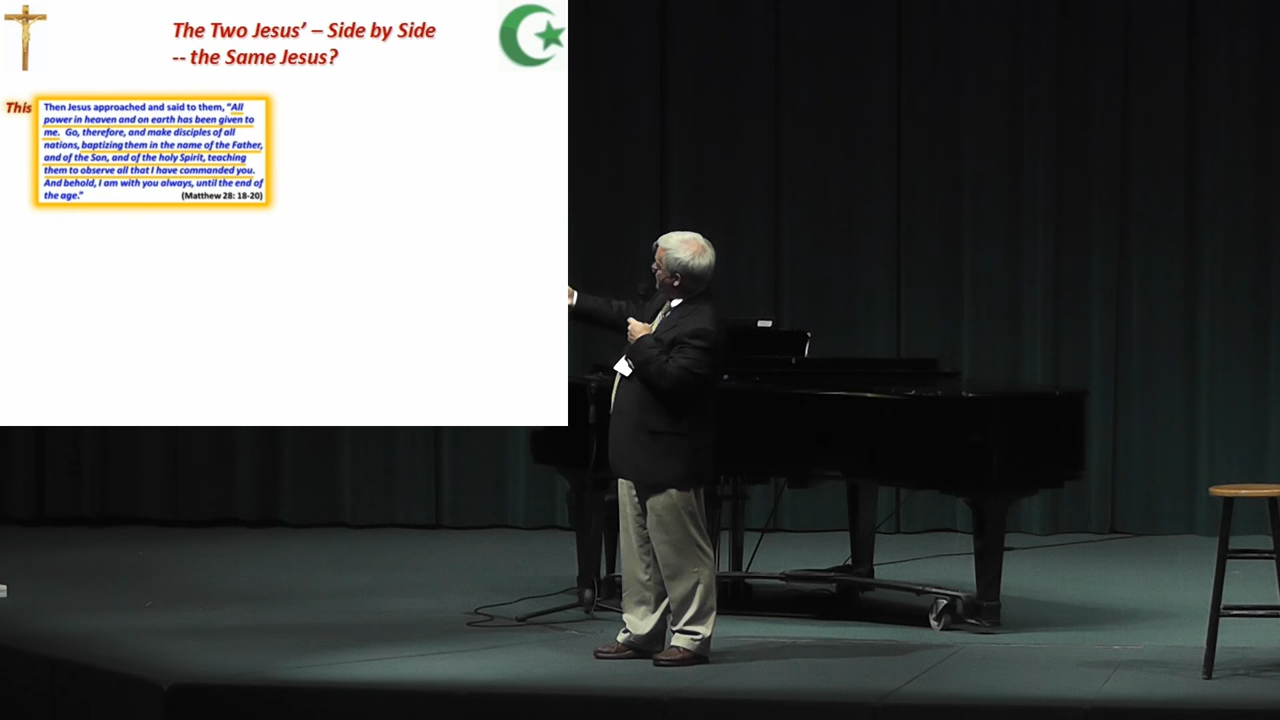 The Two Jesus' – Side by Side
-- the Same Jesus?
This
Then Jesus approached and said to them, "All
power in heaven and on earth has been given to
me. Go, therefore, and make disciples of all
nations, baptizing them in the name of the Father,
and of the Son, and of the holy Spirit, teaching
them to observe all that I have commanded you.
And behold, I am with you always, until the end of
the age." (Matthew 28: 18-20)